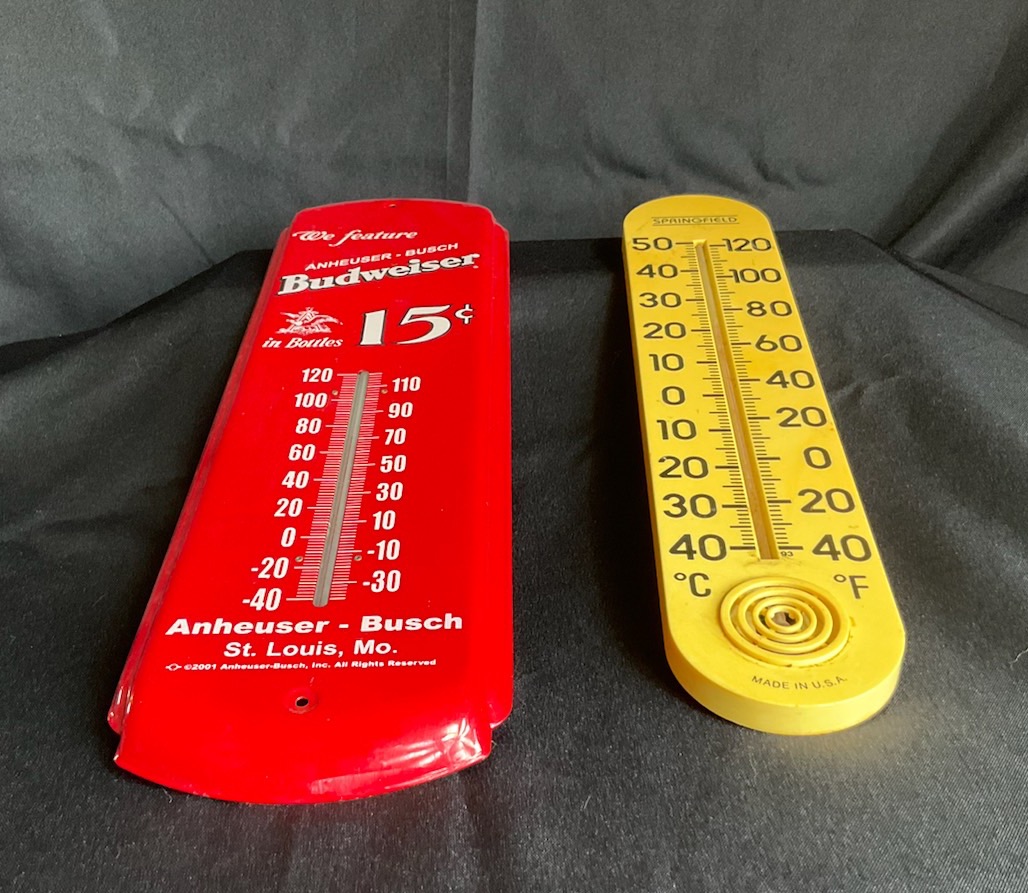 We feature
ANHEUSER - BUSCH
Budweiser
in Bottles 15¢
120
110
100
90
80
70
60
50
40
30
20
10
0
-10
-20
-30
-40
Anheuser - Busch
St. Louis, Mo.
©2001 Anheuser-Busch, Inc. All Rights Reserved
SPRINGFIELD
50 120
40 100
30 80
20 60
10 40
0 20
10 0
20 20
30 40
40
93
°C °F
MADE IN U.S.A.